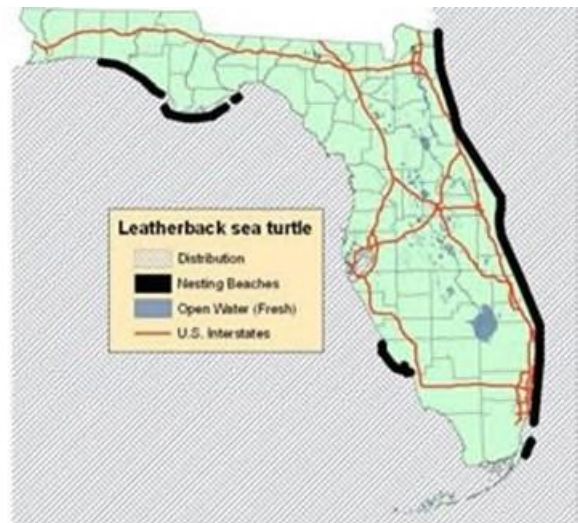 Leatherback sea turtle
Distribution
Nesting Beaches
Open Water (Fresh)
U.S. Interstates